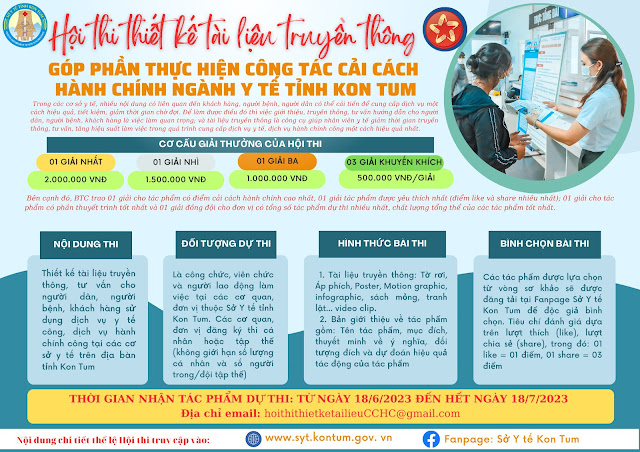 Hội thi thiết kế tài liệu truyền thông
GÓP PHẦN THỰC HIỆN CÔNG TÁC CẢI CÁCH
HÀNH CHÍNH NGÀNH Y TẾ TỈNH KON TUM
Trong các cơ sở y tế, nhiều nội dung có liên quan đến khách hàng, người bệnh, người dân có thể cải tiến để cung cấp dịch vụ một
cách hiệu quả, tiết kiệm, giảm thời gian chờ đợi. Để làm được điều đó thì việc giới thiệu, truyền thông, tư vấn hướng dẫn cho người
dân, người bệnh, khách hàng là việc làm quan trọng; và tài liệu truyền thông là công cụ giúp nhân viên y tế giảm thời gian truyền
thông, tư vấn, tăng hiệu suất làm việc trong quá trình cung cấp dịch vụ y tế, dịch vụ hành chính công một cách hiệu quả nhất.
CƠ CẤU GIẢI THƯỞNG CỦA HỘI THI
01 GIẢI NHẤT
01 GIẢI NHÌ
01 GIẢI BA
03 GIẢI KHUYẾN KHÍCH
2.000.000 VNĐ
1.500.000 VNĐ
1.000.000 VNĐ
500.000 VNĐ/GIẢI
Bên cạnh đó, BTC trao 01 giải cho tác phẩm có điểm cải cách hành chính cao nhất, 01 giải tác phẩm được yêu thích nhất (điểm like và share nhiều nhất); 01 giải cho tác
phẩm có phần thuyết trình tốt nhất và 01 giải đồng đội cho đơn vị có tổng số tác phẩm dự thi nhiều nhất, chất lượng tổng thể của các tác phẩm tốt nhất.
NỘI DUNG THI
Thiết kế tài liệu truyền
thông, tư vấn cho
người dân, người
bệnh, khách hàng sử
dụng dịch vụ y tế
công, dịch vụ hành
chính công tại các cơ
sở y tế trên địa bàn
tỉnh Kon Tum
ĐỐI TƯỢNG DỰ THI
Là công chức, viên chức
và người lao động làm
việc tại các cơ quan,
đơn vị thuộc Sở Y tế tỉnh
Kon Tum. Các cơ quan,
đơn vị đăng ký thi cá
nhân hoặc tập thể
(không giới hạn số lượng
cá nhân và số người
trong/đội tập thể)
HÌNH THỨC BÀI THI
1. Tài liệu truyền thông: Tờ rơi,
Áp phích, Poster, Motion graphic,
infographic, sách mỏng, tranh
lật... video clip.
2. Bản giới thiệu về tác phẩm
gồm: Tên tác phẩm, mục đích,
thuyết minh về ý nghĩa, đối
tượng đích và dự đoán hiệu quả
tác động của tác phẩm
BÌNH CHỌN BÀI THI
Các tác phẩm được lựa chọn
từ vòng sơ khảo sẽ được
đăng tải tại Fanpage Sở Y tế
Kon Tum để độc giả bình
chọn. Tiêu chí đánh giá dựa
trên lượt thích (like), lượt
chia sẻ (share), trong đó: 01
like = 01 điểm, 01 share = 03
điểm
THỜI GIAN NHẬN TÁC PHẨM DỰ THI: TỪ NGÀY 18/6/2023 ĐẾN HẾT NGÀY 18/7/2023
Địa chỉ email: hoithithietketailieuCCHC@gmail.com
Nội dung chi tiết thể lệ Hội thi truy cập vào:
www.syt.kontum.gov.vn
Fanpage: Sở Y tế Kon Tum